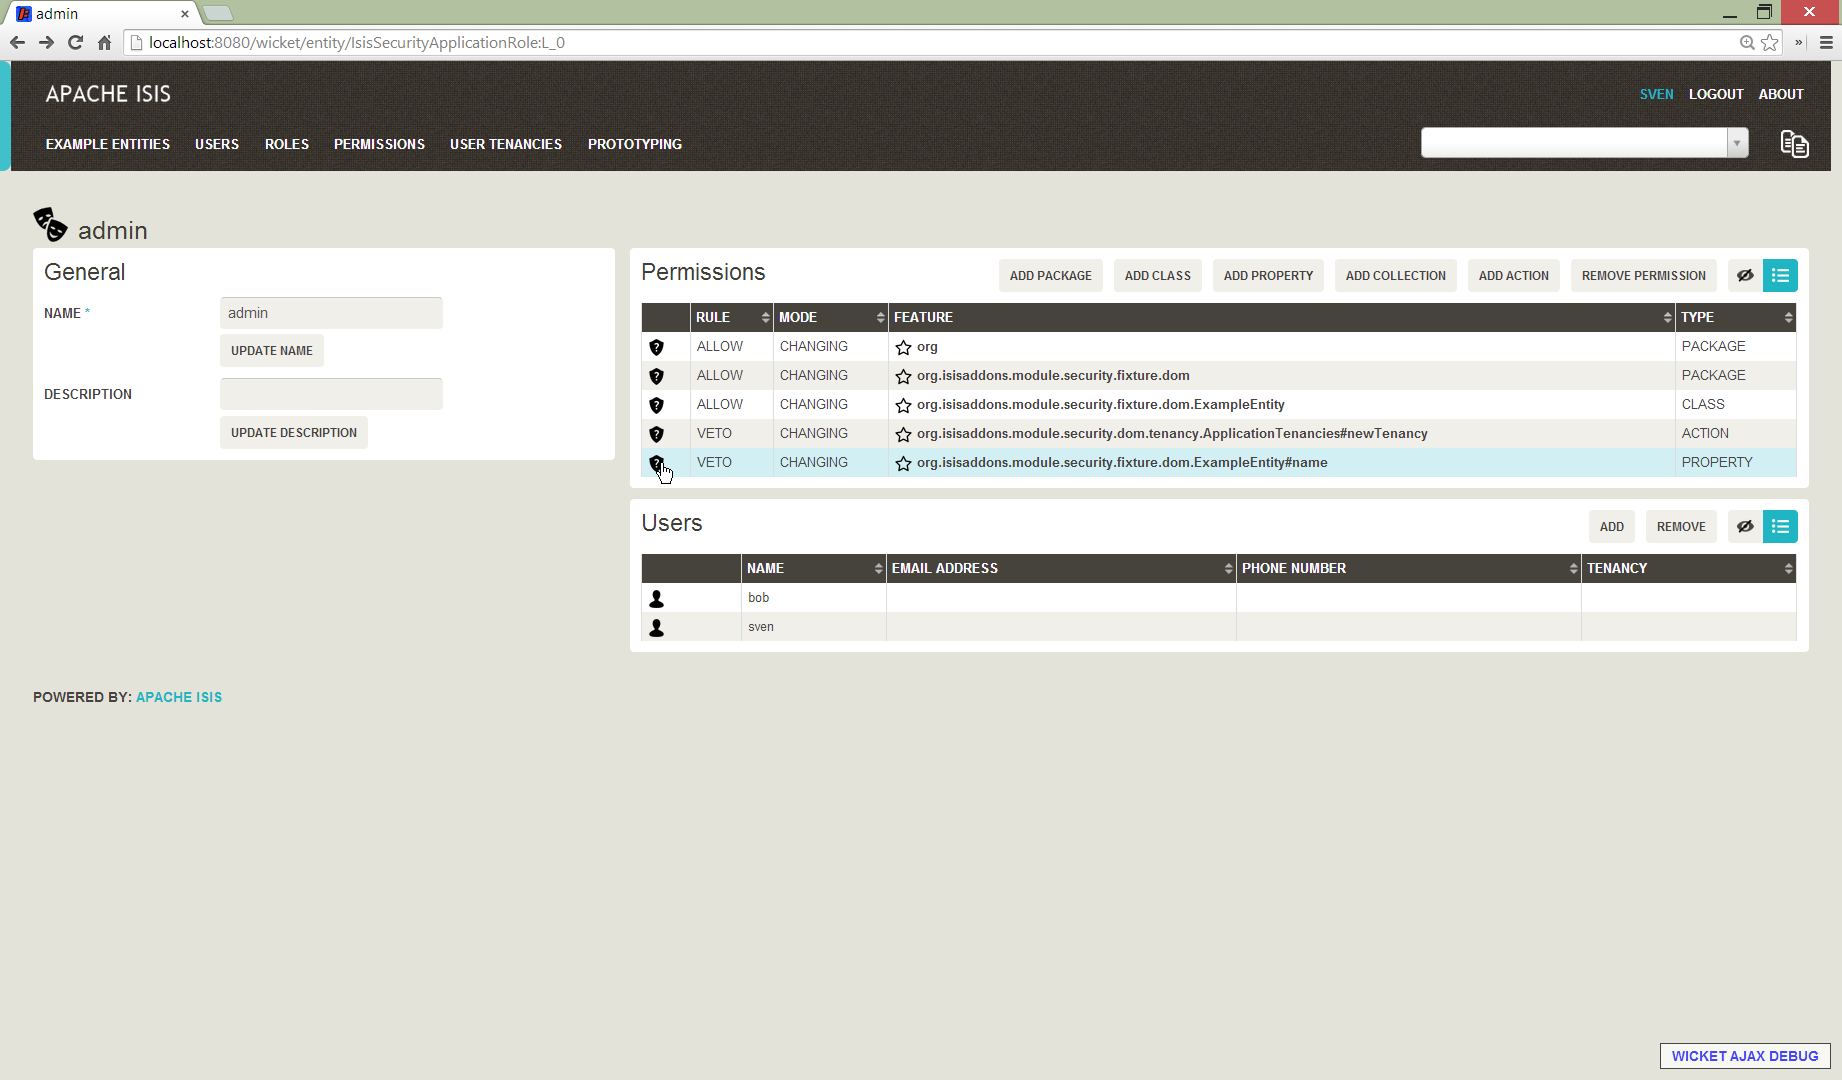 admin
localhost:8080/wicket/entity/IsisSecurityApplicationRole:L_0
APACHE ISIS
SVEN LOGOUT ABOUT
EXAMPLE ENTITIES USERS ROLES PERMISSIONS USER TENANCIES PROTOTYPING
admin
General
NAME * admin
UPDATE NAME
DESCRIPTION
UPDATE DESCRIPTION
Permissions ADD PACKAGE ADD CLASS ADD PROPERTY ADD COLLECTION ADD ACTION REMOVE PERMISSION
RULE MODE FEATURE TYPE
ALLOW CHANGING org PACKAGE
ALLOW CHANGING org.isisaddons.module.security.fixture.dom PACKAGE
ALLOW CHANGING org.isisaddons.module.security.fixture.dom.ExampleEntity CLASS
VETO CHANGING org.isisaddons.module.security.dom.tenancy.ApplicationTenancies#newTenancy ACTION
VETO CHANGING org.isisaddons.module.security.fixture.dom.ExampleEntity#name PROPERTY
Users ADD REMOVE
NAME EMAIL ADDRESS PHONE NUMBER TENANCY
bob
sven
POWERED BY: APACHE ISIS
WICKET AJAX DEBUG